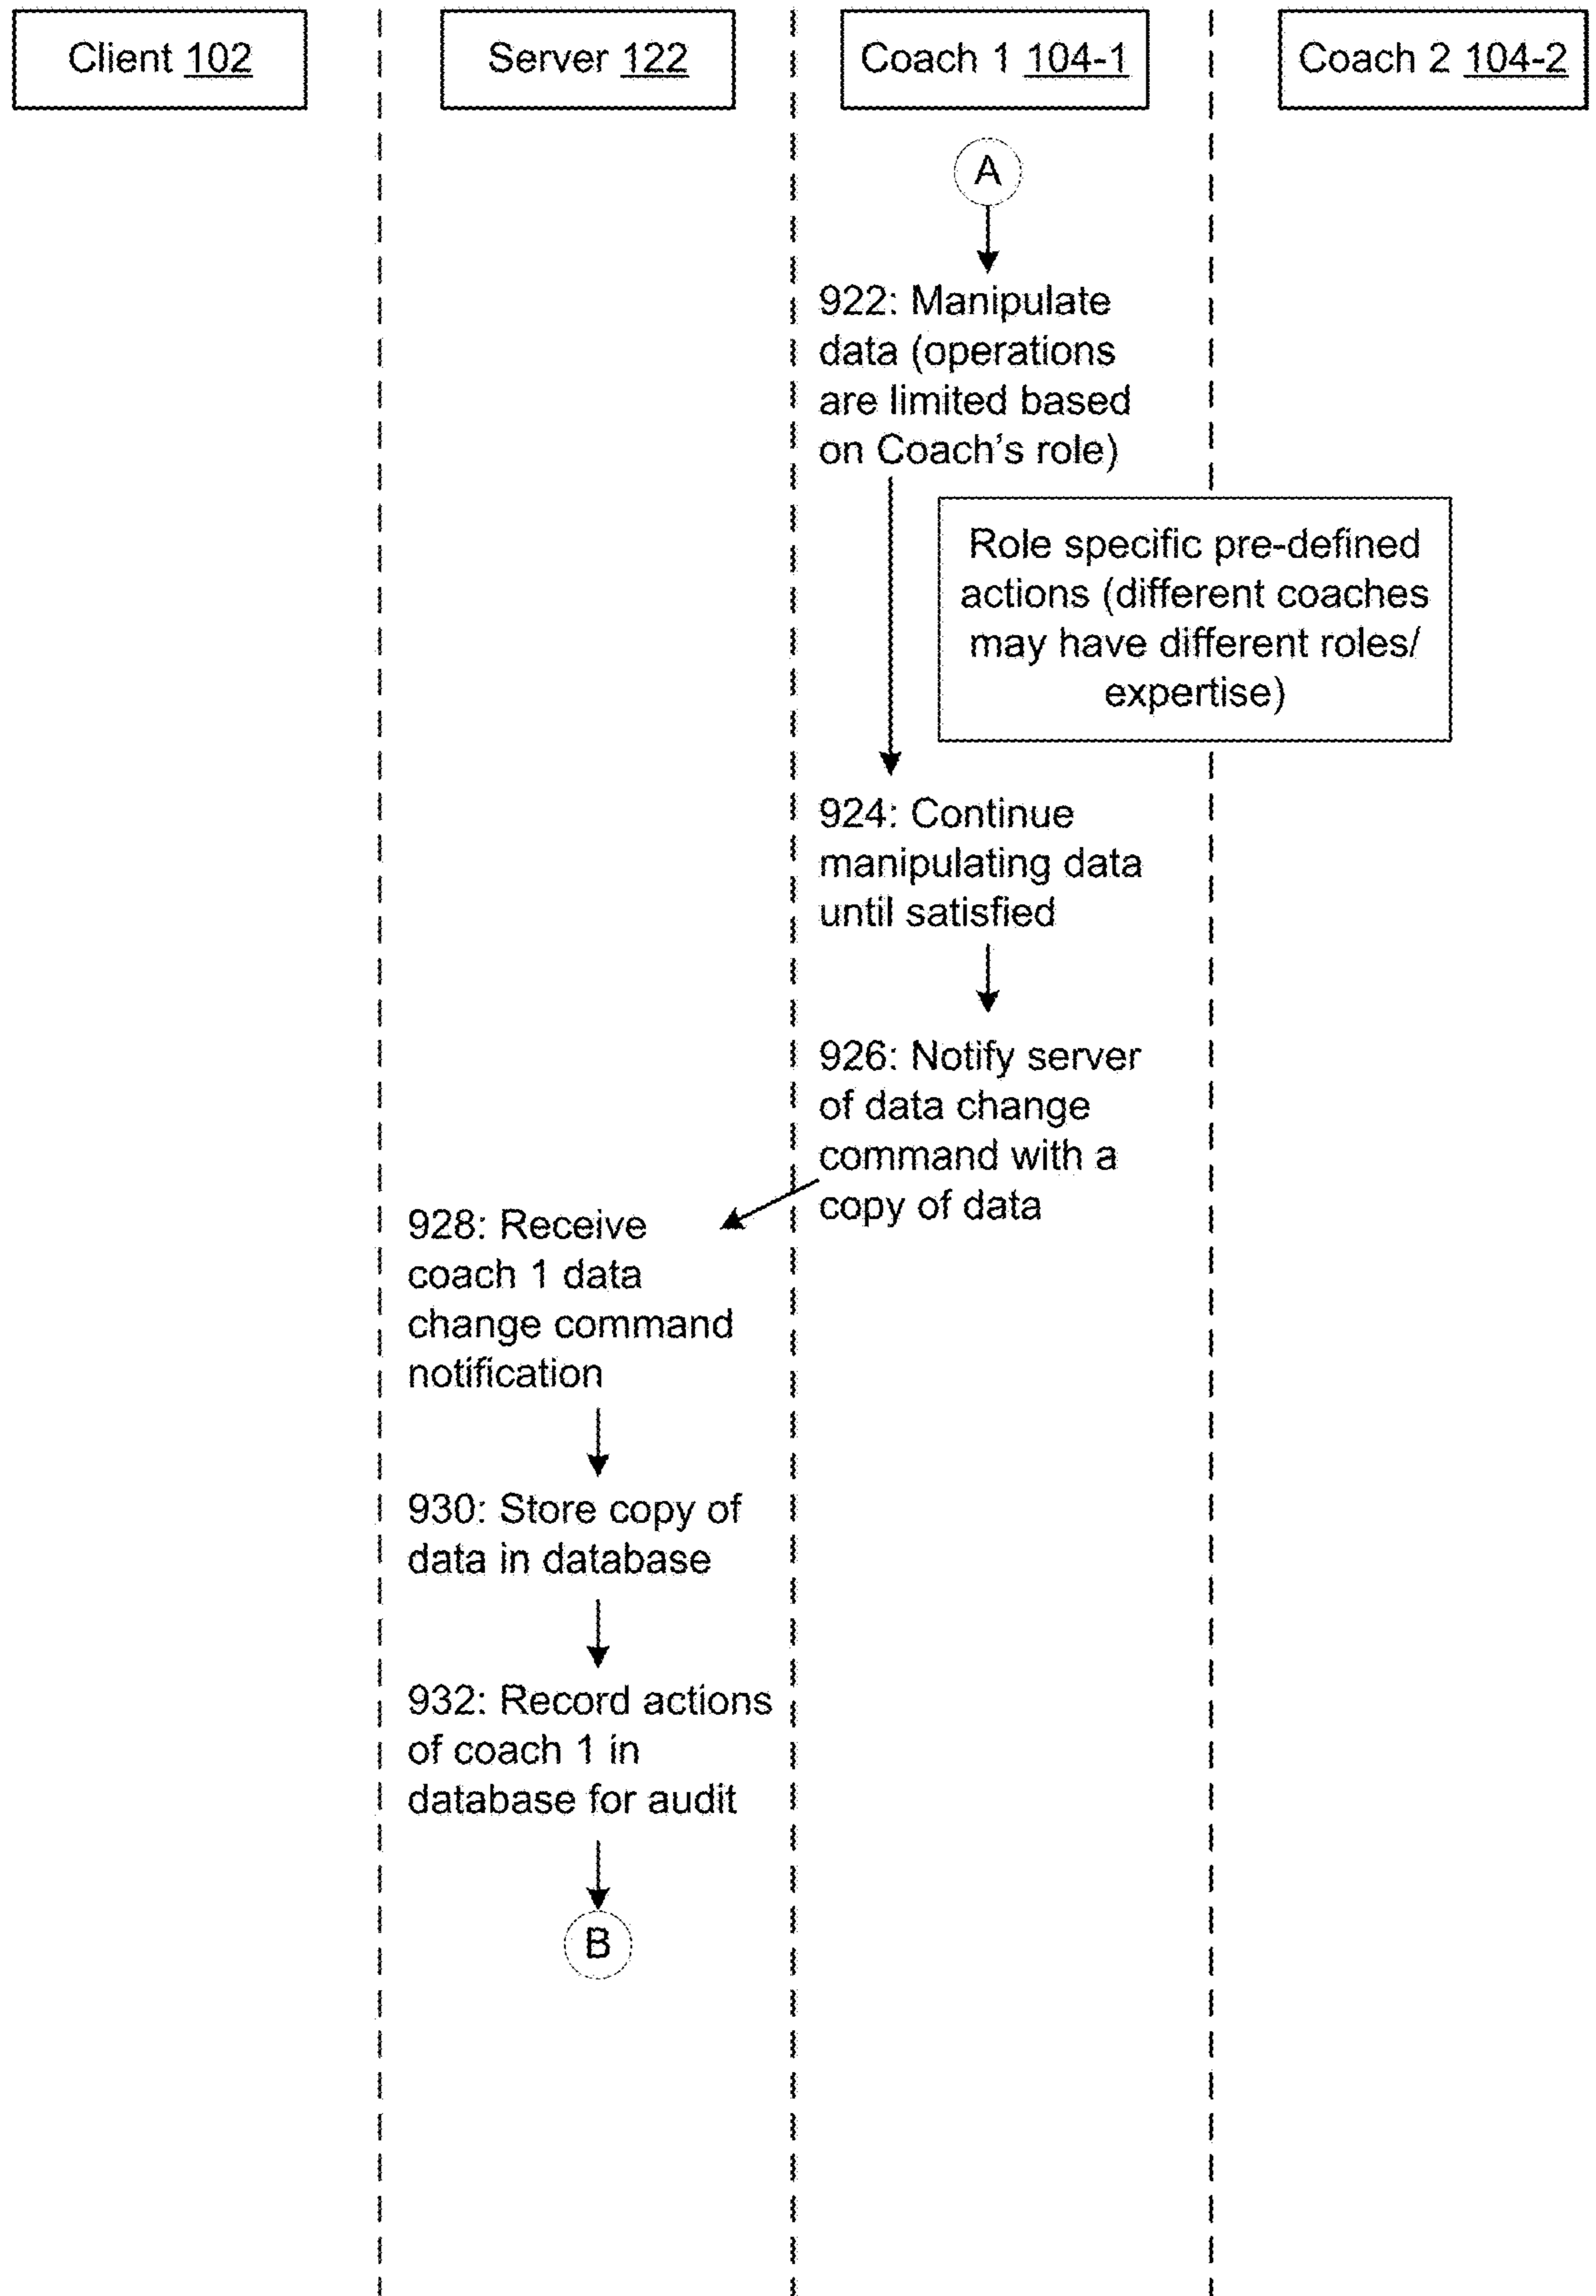 Client 102
Server 122
Coach 1 104-1
Coach 2 104-2
A
922: Manipulate
data (operations
are limited based
on Coach's role)
Role specific pre-defined
actions (different coaches
may have different roles/
expertise)
924: Continue
manipulating data
until satisfied
926: Notify server
of data change
command with a
copy of data
928: Receive
coach 1 data
change command
notification
930: Store copy of
data in database
932: Record actions
of coach 1 in
database for audit
B